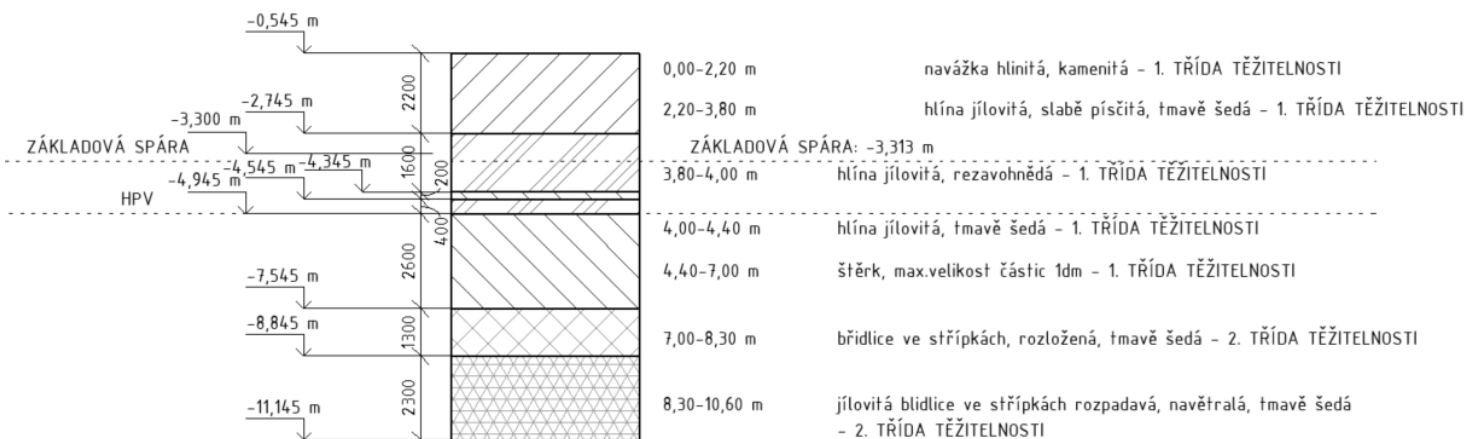 -0,545 m
0,00-2,20 m navážka hlinitá, kamenitá - 1. TŘÍDA TĚŽITELNOSTI
2200
-2,745 m
2,20-3,80 m hlína jílovitá, slabě písčitá, tmavě šedá - 1. TŘÍDA TĚŽITELNOSTI
-3,300 m
ZÁKLADOVÁ SPÁRA
ZÁKLADOVÁ SPÁRA: -3,313 m
1600
-4,545 m
-4,345 m
200
3,80-4,00 m hlína jílovitá, rezavohnědá - 1. TŘÍDA TĚŽITELNOSTI
-4,945 m
HPV
400
4,00-4,40 m hlína jílovitá, tmavě šedá - 1. TŘÍDA TĚŽITELNOSTI
2600
4,40-7,00 m štěrk, max.velikost částic 1dm - 1. TŘÍDA TĚŽITELNOSTI
-7,545 m
-8,845 m
1300
7,00-8,30 m břidlice ve střípkách, rozložená, tmavě šedá - 2. TŘÍDA TĚŽITELNOSTI
2300
-11,145 m
8,30-10,60 m jílovitá blidlice ve střípkách rozpadavá, navětralá, tmavě šedá
- 2. TŘÍDA TĚŽITELNOSTI